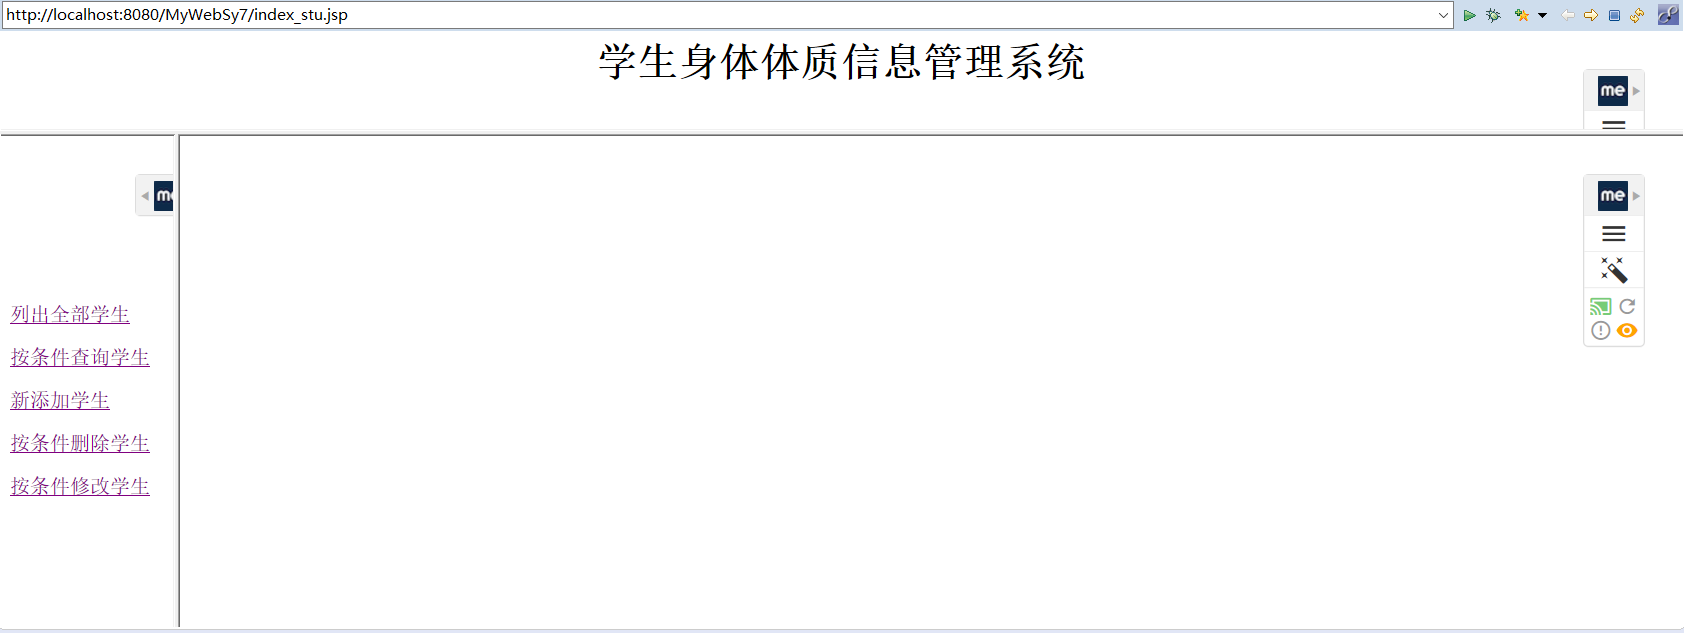 http://localhost:8080/MyWebSy7/index_stu.jsp
学生身体体质信息管理系统
me
me
me
列出全部学生
按条件查询学生
新添加学生
按条件删除学生
按条件修改学生